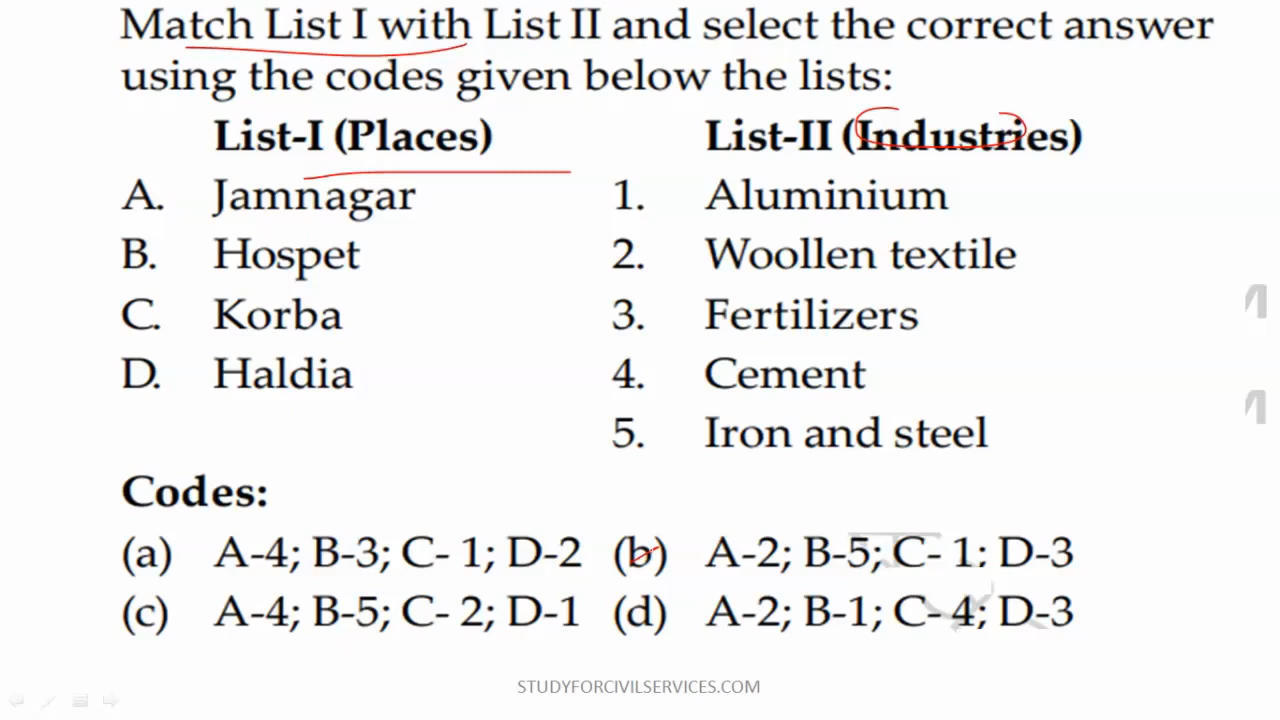 Match List I with List II and select the correct answer
using the codes given below the lists:
List-I (Places) List-II (Industries)
A. Jamnagar 1. Aluminium
B. Hospet 2. Woollen textile
C. Korba 3. Fertilizers
D. Haldia 4. Cement
5. Iron and steel
Codes:
(a) A-4; B-3; C- 1; D-2 (b) A-2; B-5; C- 1; D-3
(c) A-4; B-5; C- 2; D-1 (d) A-2; B-1; C- 4; D-3
STUDYFORCIVILSERVICES.COM